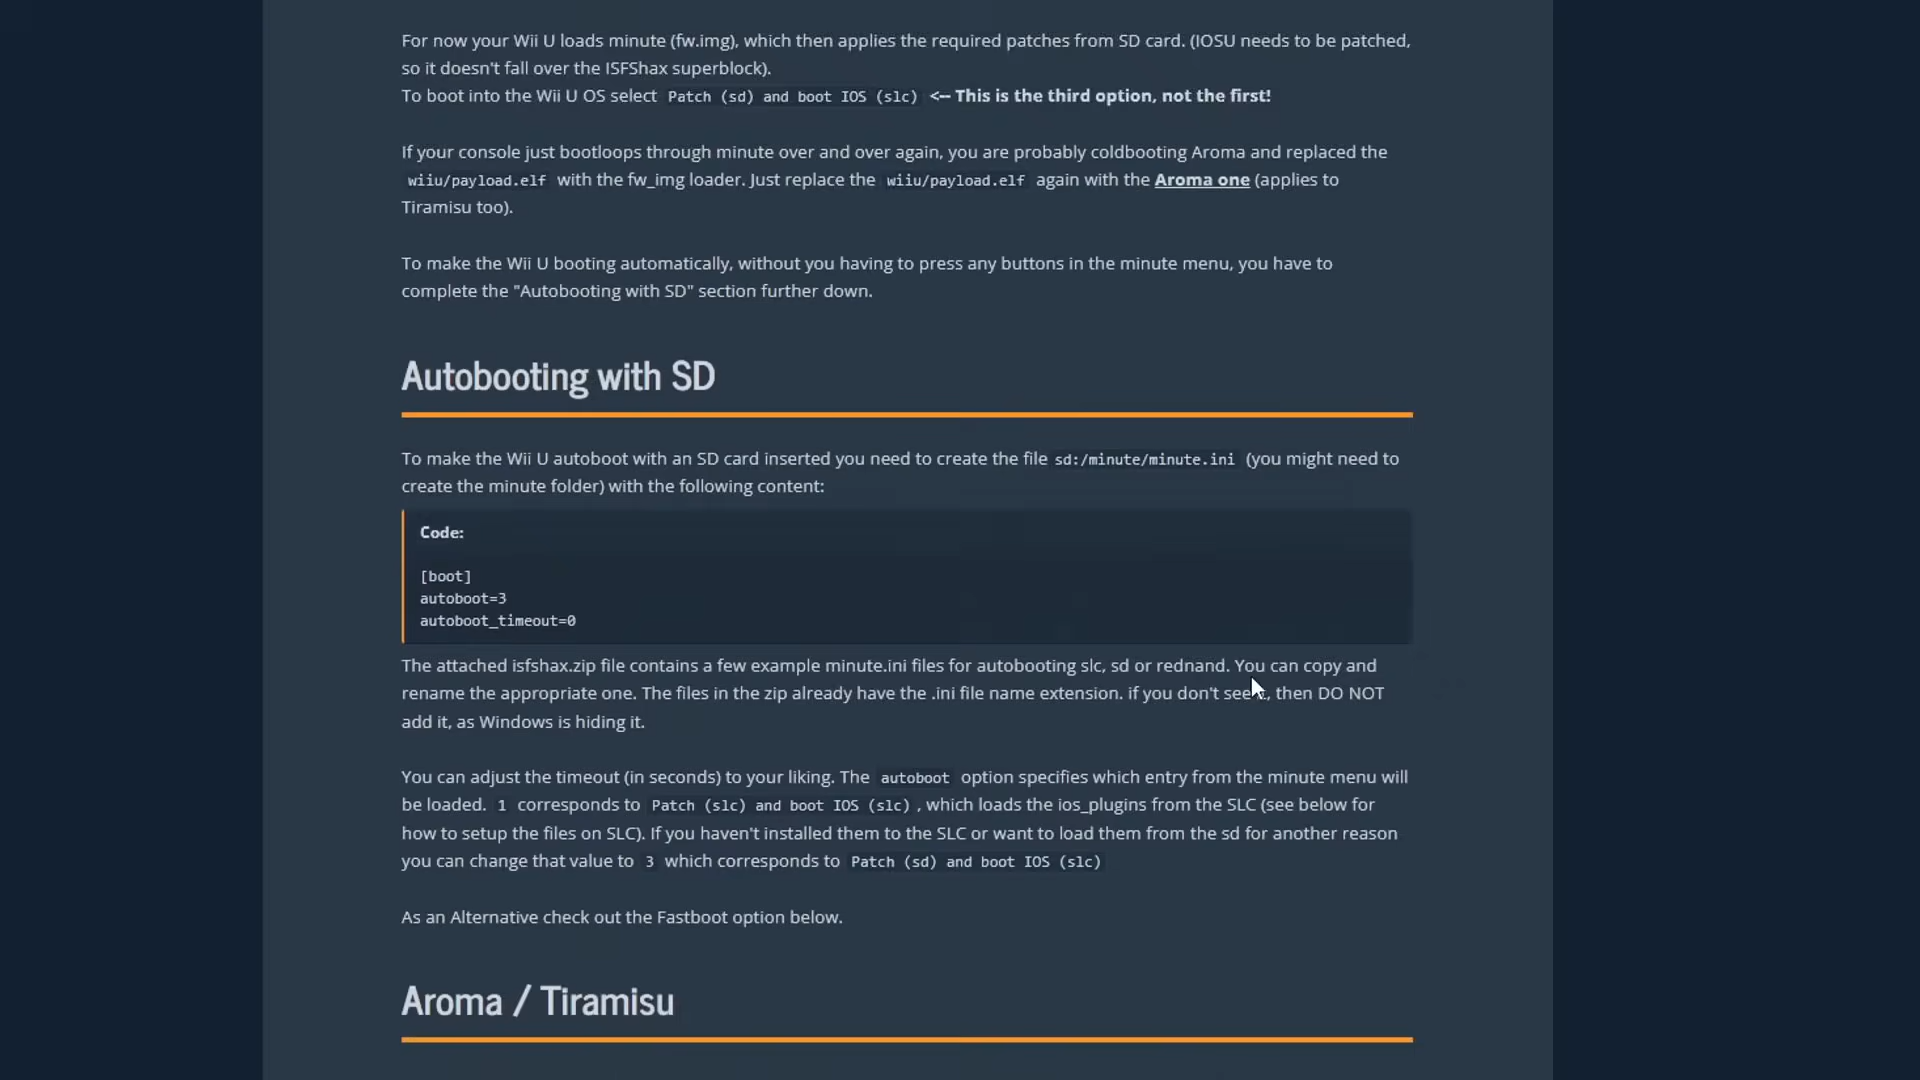 For now your Wii U loads minute (fw.img), which then applies the required patches from SD card. (IOSU needs to be patched,
so it doesn't fall over the ISFShax superblock).
To boot into the Wii U OS select Patch (sd) and boot IOS (slc) <-- This is the third option, not the first!
If your console just bootloops through minute over and over again, you are probably coldbooting Aroma and replaced the
wiiu/payload.elf with the fw_img loader. Just replace the wiiu/payload.elf again with the Aroma one (applies to
Tiramisu too).
To make the Wii U booting automatically, without you having to press any buttons in the minute menu, you have to
complete the "Autobooting with SD" section further down.
Autobooting with SD
To make the Wii U autoboot with an SD card inserted you need to create the file sd:/minute/minute.ini (you might need to
create the minute folder) with the following content:
Code:
[boot]
autoboot=3
autoboot_timeout=0
The attached isfshax.zip file contains a few example minute.ini files for autobooting slc, sd or rednand. You can copy and
rename the appropriate one. The files in the zip already have the .ini file name extension. if you don't see , then DO NOT
add it, as Windows is hiding it.
You can adjust the timeout (in seconds) to your liking. The autoboot option specifies which entry from the minute menu will
be loaded. 1 corresponds to Patch (slc) and boot IOS (slc) , which loads the ios_plugins from the SLC (see below for
how to setup the files on SLC). If you haven't installed them to the SLC or want to load them from the sd for another reason
you can change that value to 3 which corresponds to Patch (sd) and boot IOS (slc)
As an Alternative check out the Fastboot option below.
Aroma / Tiramisu